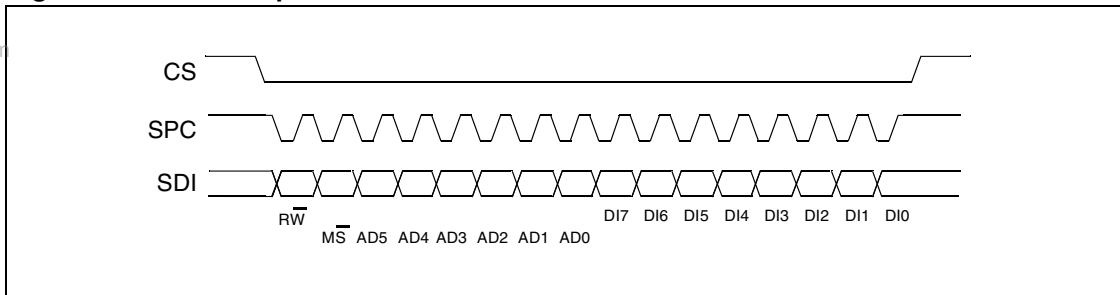 CS
SPC
SDI
RW̅ DI7 DI6 DI5 DI4 DI3 DI2 DI1 DI0
MS̅ AD5 AD4 AD3 AD2 AD1 AD0